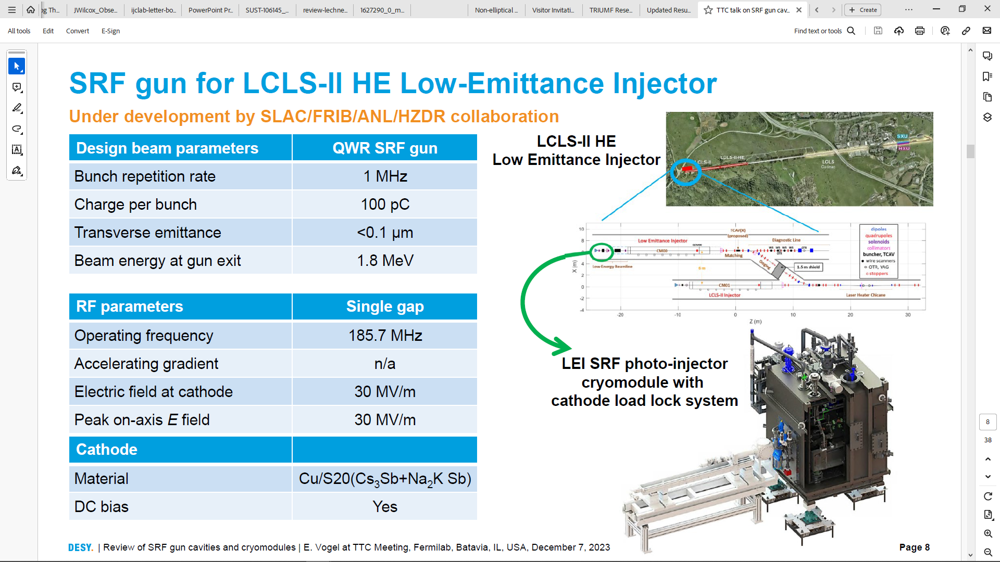 og Th...
JWilcox_Obse...
ijclab-letter-bo...
PowerPoint Pr...
SUST-106145_...
review-lechne...
1627290_0_m...
Non-elliptical ...
Visitor Invitati...
TRIUMF Rese...
Updated Resu...
TTC talk on SRF gun cav...
Create
All tools
Edit
Convert
E-Sign
Find text or tools
SRF gun for LCLS-II HE Low-Emittance Injector
Under development by SLAC/FRIB/ANL/HZDR collaboration
Design beam parameters QWR SRF gun
Bunch repetition rate 1 MHz
Charge per bunch 100 pC
Transverse emittance <0.1 µm
Beam energy at gun exit 1.8 MeV
RF parameters Single gap
Operating frequency 185.7 MHz
Accelerating gradient n/a
Electric field at cathode 30 MV/m
Peak on-axis E field 30 MV/m
Cathode
Material Cu/S20(Cs₃Sb+Na₂K Sb)
DC bias Yes
LCLS-II HE
Low Emittance Injector
SXU
HXU
LCLS-II-HE
LCLS-II
LCLS
Cu-linac
TCAV(X)
(proposed)
Low Emittance Injector
Diagnostic Line
QCM00
CM00
WS WS WS WS OTR
OTR
Matching
Low Energy Beamline
6 m
Dogleg
1.5 m shield
CM01
LCLS-II Injector
Laser Heater Chicane
dipoles
quadrupoles
solenoids
collimators
buncher, TCAV
wire scanners
OTR, YAG
stoppers
10
8
4
2
0
-2
-4
X (m)
-20 -10 0 10 20 30
Z (m)
LEI SRF photo-injector
cryomodule with
cathode load lock system
8
38
DESY. | Review of SRF gun cavities and cryomodules | E. Vogel at TTC Meeting, Fermilab, Batavia, IL, USA, December 7, 2023
Page 8